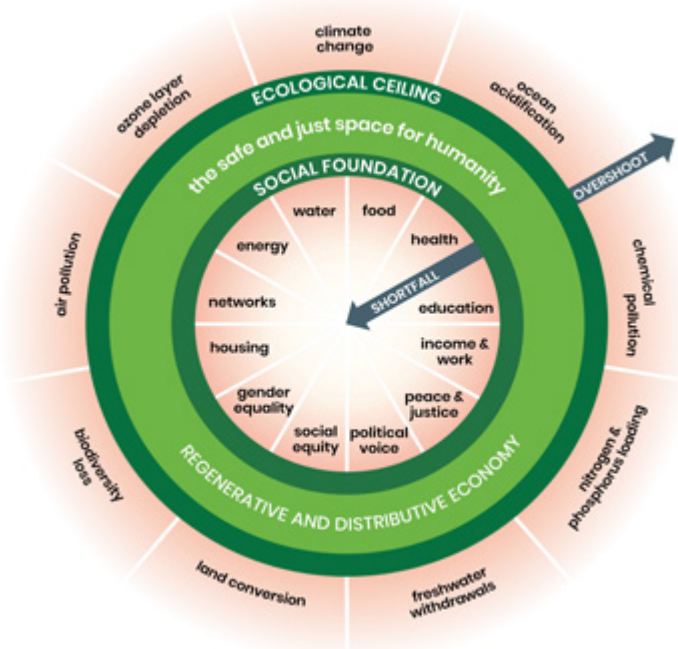 climate
change
ocean
acidification
chemical
pollution
nitrogen &
phosphorus loading
freshwater
withdrawals
land conversion
biodiversity
loss
air pollution
ozone layer
depletion
ECOLOGICAL CEILING
the safe and just space for humanity
SOCIAL FOUNDATION
OVERSHOOT
SHORTFALL
water
food
health
education
income &
work
peace &
justice
political
voice
social
equity
gender
equality
housing
networks
energy
REGENERATIVE AND DISTRIBUTIVE ECONOMY